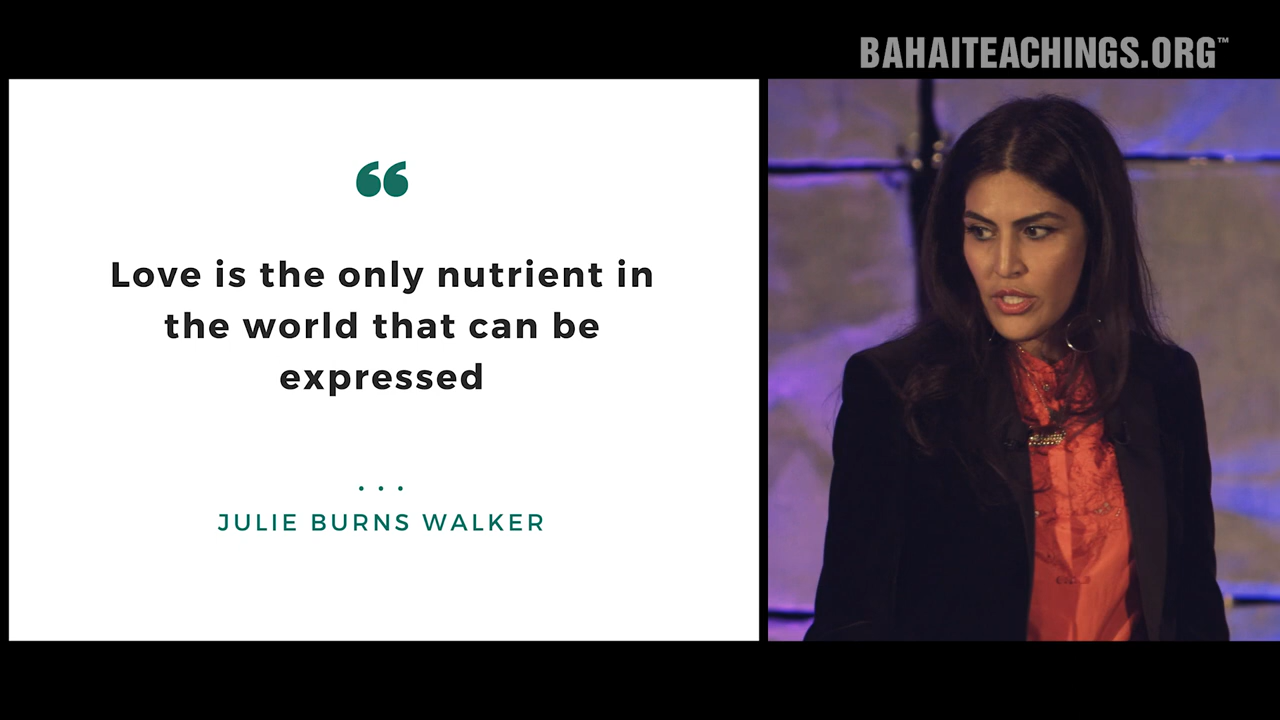 BAHAITEACHINGS.ORG™
“
Love is the only nutrient in
the world that can be
expressed
. . .
JULIE BURNS WALKER